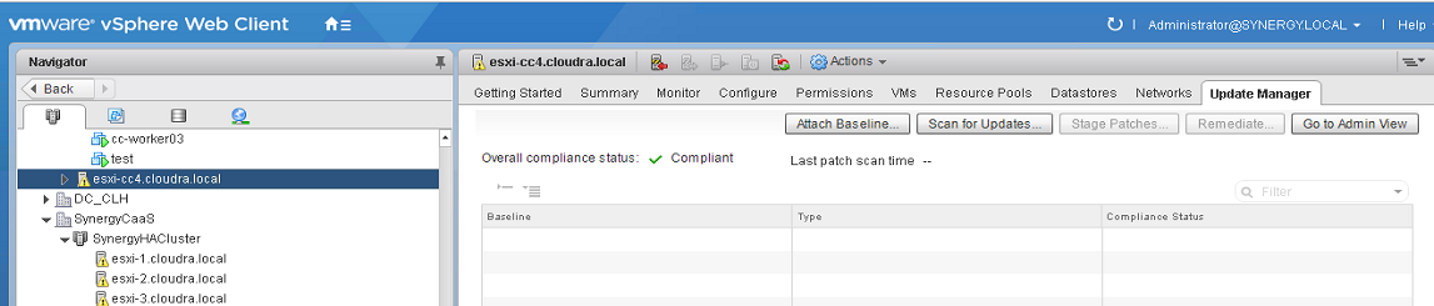 vmware® vSphere Web Client
Administrator@SYNERGY.LOCAL
Help
Navigator
Back
cc-worker03
test
esxi-cc4.cloudra.local
DC_CLH
SynergyCaaS
SynergyHACluster
esxi-1.cloudra.local
esxi-2.cloudra.local
esxi-3.cloudra.local
esxi-cc4.cloudra.local Actions
Getting Started Summary Monitor Configure Permissions VMs Resource Pools Datastores Networks Update Manager
Attach Baseline... Scan for Updates... Stage Patches... Remediate... Go to Admin View
Overall compliance status: Compliant Last patch scan time --
Filter
Baseline Type Compliance Status